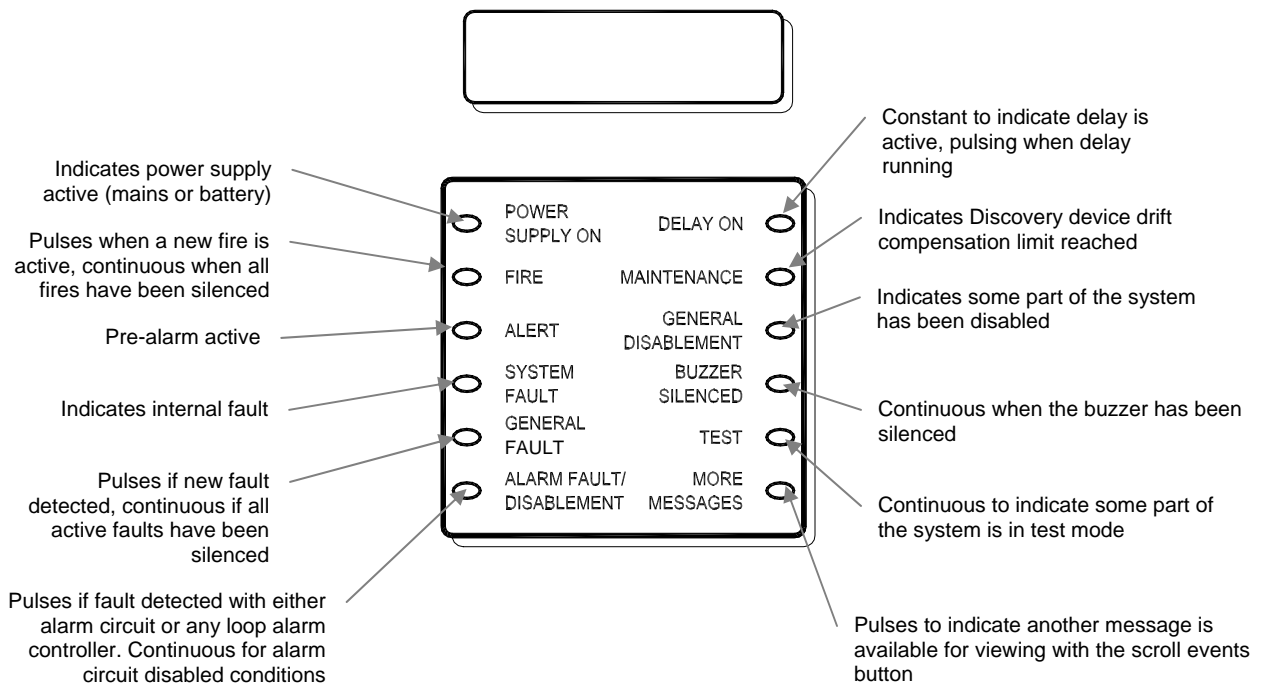 Indicates power supply
active (mains or battery)
Pulses when a new fire is
active, continuous when all
fires have been silenced
Pre-alarm active
Indicates internal fault
Pulses if new fault
detected, continuous if all
active faults have been
silenced
Pulses if fault detected with either
alarm circuit or any loop alarm
controller. Continuous for alarm
circuit disabled conditions
POWER
SUPPLY ON
FIRE
ALERT
SYSTEM
FAULT
GENERAL
FAULT
ALARM FAULT/
DISABLEMENT
DELAY ON
MAINTENANCE
GENERAL
DISABLEMENT
BUZZER
SILENCED
TEST
MORE
MESSAGES
Constant to indicate delay is
active, pulsing when delay
running
Indicates Discovery device drift
compensation limit reached
Indicates some part of the system
has been disabled
Continuous when the buzzer has been
silenced
Continuous to indicate some part of
the system is in test mode
Pulses to indicate another message is
available for viewing with the scroll events
button